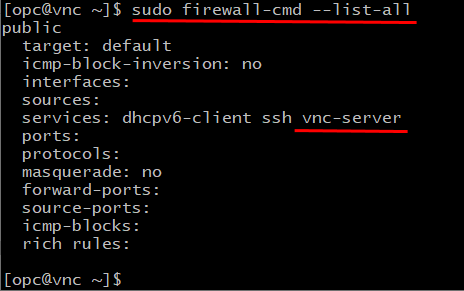 [opc@vnc ~]$ sudo firewall-cmd --list-all
public
  target: default
  icmp-block-inversion: no
  interfaces:
  sources:
  services: dhcpv6-client ssh vnc-server
  ports:
  protocols:
  masquerade: no
  forward-ports:
  source-ports:
  icmp-blocks:
  rich rules:
[opc@vnc ~]$